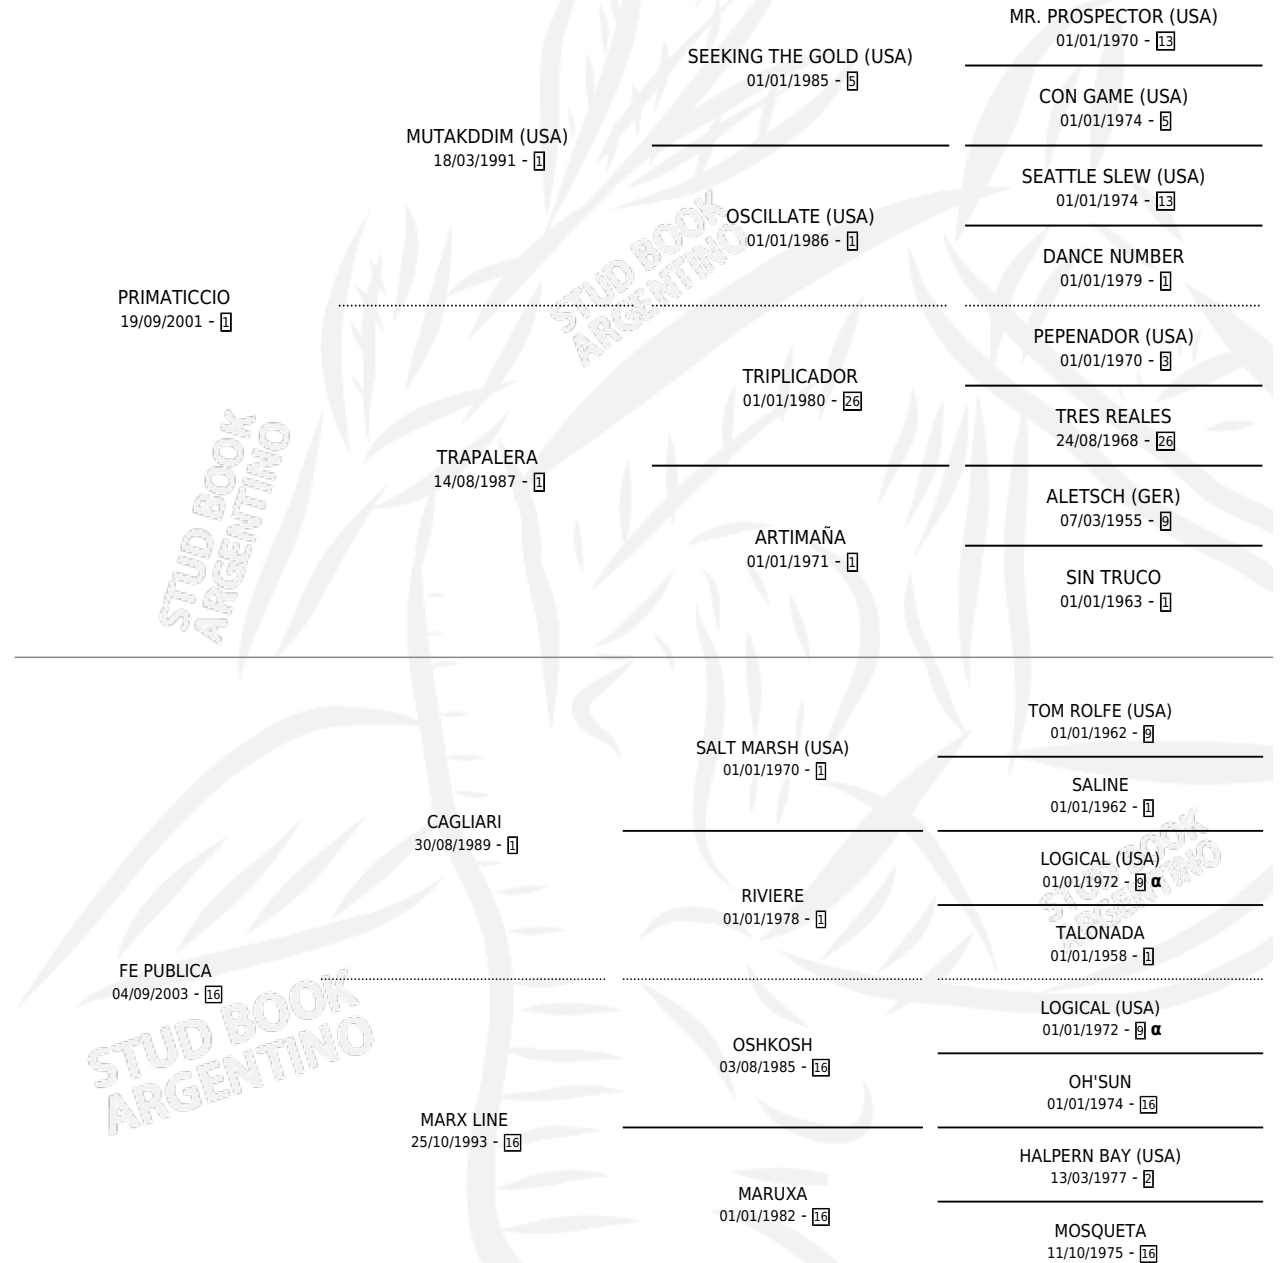 MR. PROSPECTOR (USA)
01/01/1970 - 13
SEEKING THE GOLD (USA)
01/01/1985 - 5
CON GAME (USA)
01/01/1974 - 5
MUTAKDDIM (USA)
18/03/1991 - 1
SEATTLE SLEW (USA)
01/01/1974 - 13
OSCILLATE (USA)
01/01/1986 - 1
DANCE NUMBER
01/01/1979 - 1
STUD BOOK
ARGENTINO
PRIMATICCIO
19/09/2001 - 1
PEPENADOR (USA)
01/01/1970 - 3
TRIPLICADOR
01/01/1980 - 26
TRES REALES
24/08/1968 - 26
TRAPALERA
14/08/1987 - 1
ALETSCH (GER)
07/03/1955 - 9
ARTIMAÑA
01/01/1971 - 1
SIN TRUCO
01/01/1963 - 1
STUD BOOK
ARGENTINO
TOM ROLFE (USA)
01/01/1962 - 9
SALT MARSH (USA)
01/01/1970 - 1
SALINE
01/01/1962 - 1
CAGLIARI
30/08/1989 - 1
LOGICAL (USA)
01/01/1972 - 9 α
RIVIERE
01/01/1978 - 1
TALONADA
01/01/1958 - 1
STUD BOOK
ARGENTINO
FE PUBLICA
04/09/2003 - 16
LOGICAL (USA)
01/01/1972 - 9 α
OSHKOSH
03/08/1985 - 16
OH'SUN
01/01/1974 - 16
STUD BOOK
ARGENTINO
MARX LINE
25/10/1993 - 16
HALPERN BAY (USA)
13/03/1977 - 2
MARUXA
01/01/1982 - 16
MOSQUETA
11/10/1975 - 16